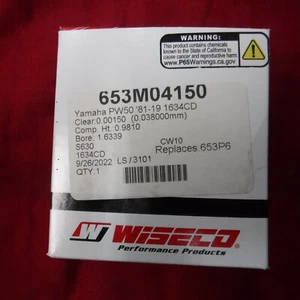 WARNING:
This product contains chemicals
known to the State of California to
cause cancer and reproductive harm.
www.P65Warnings.ca.gov
653M04150
Yamaha PW50 '81-19 1634CD
Clear:0.00150 (0.038000mm)
Comp. Ht: 0.9810
Bore: 1.6339
S630 CW10
1634CD Replaces:653P6
9/26/2022 LS / 3101
QTY.1
WISECO
Performance Products